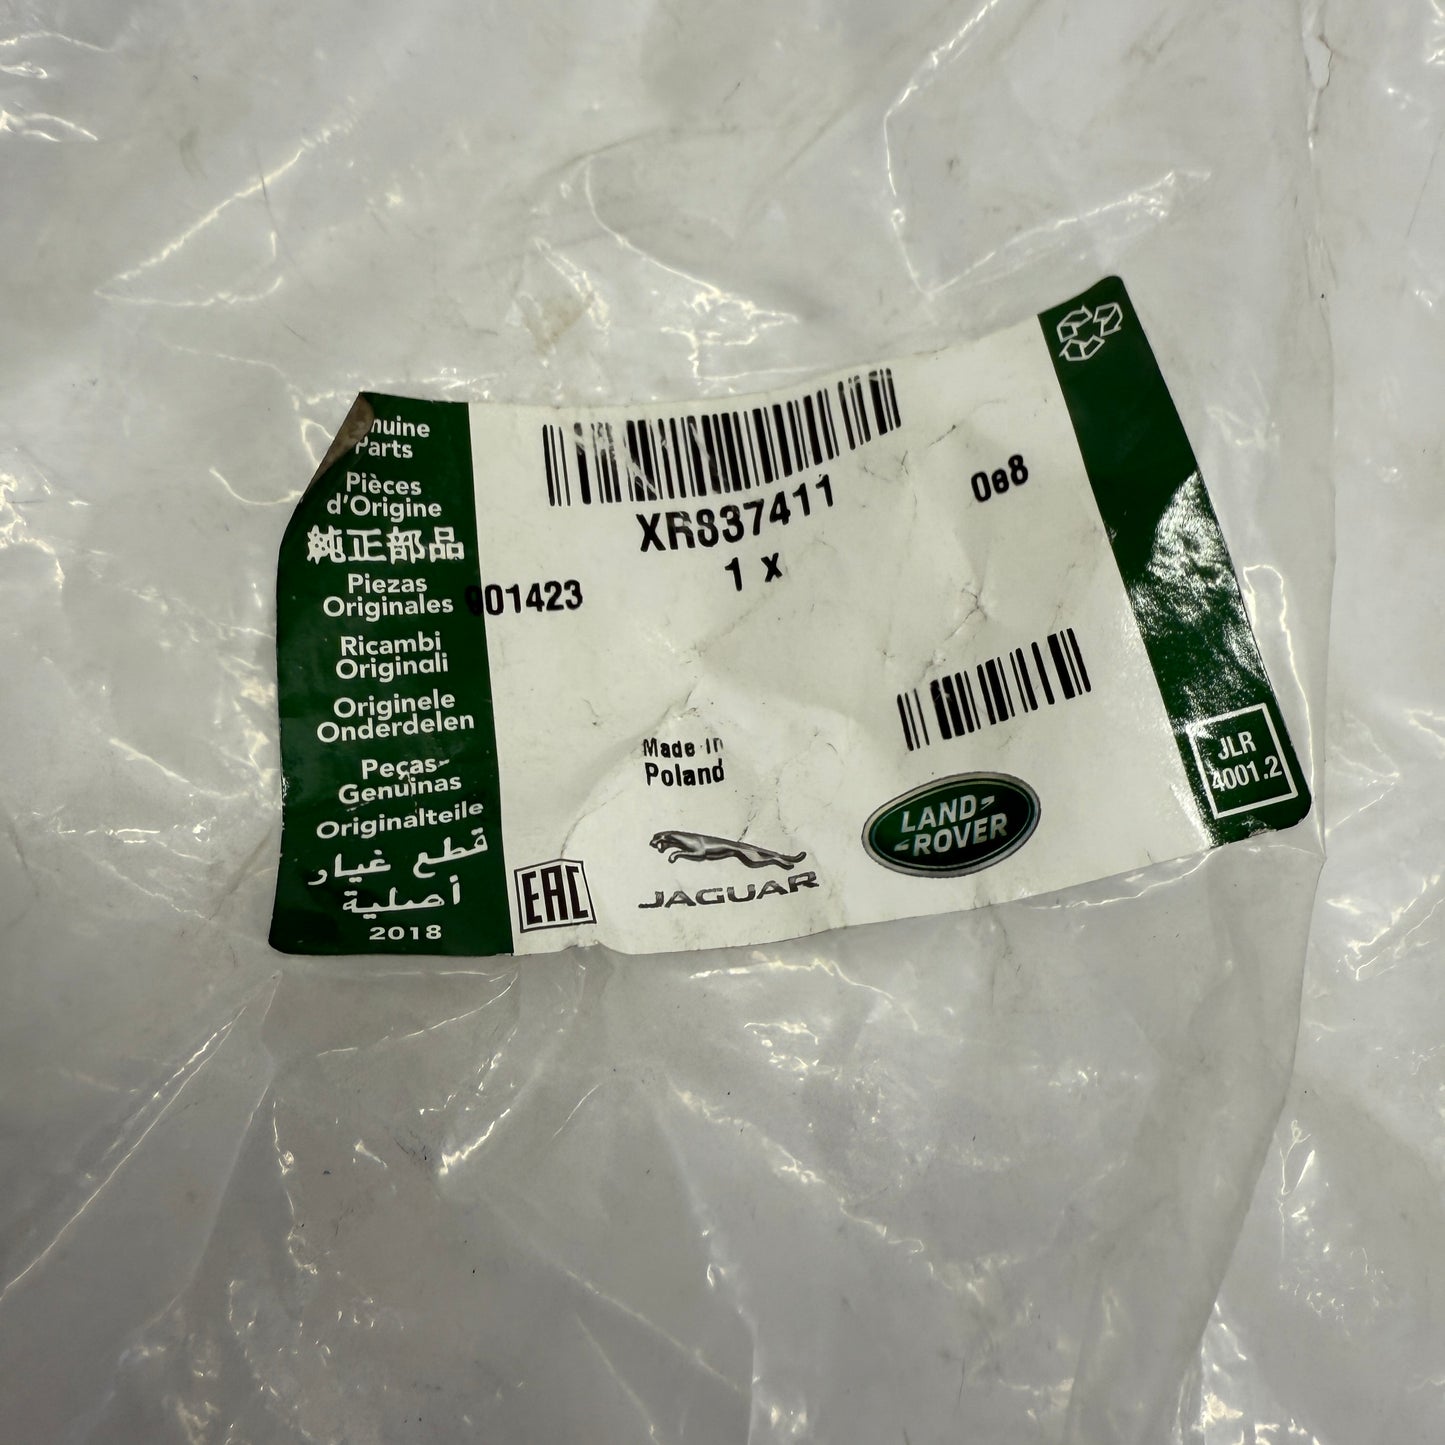 Parts
Pièces
d'Origine
純正部品
Piezas
Originales
Ricambi
Originali
Originele
Onderdelen
Peças-
Genuinas
Originalteile
قطع غيار
أصلية
2018
XR837411
1 x
01423
0e8
Made in
Poland
EAC
JAGUAR
LAND-
-ROVER
JLR
4001.2